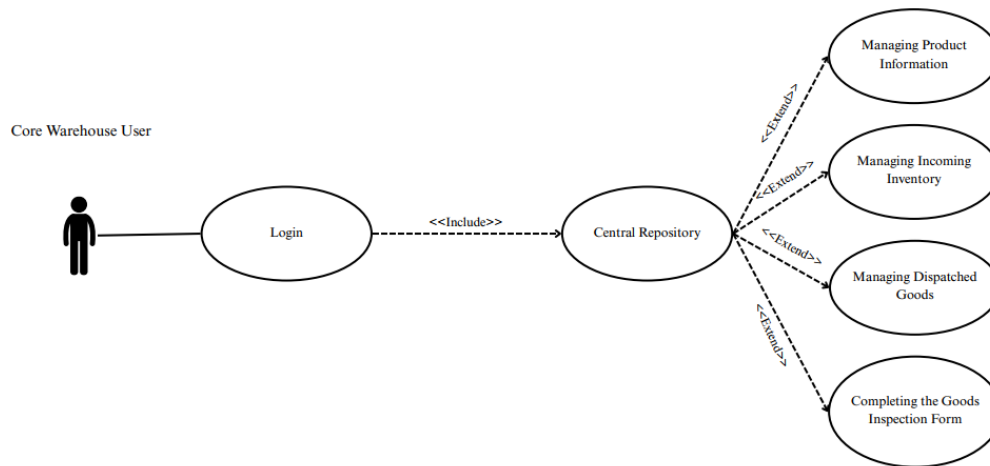 Managing Product
Information
<<Extend>>
Core Warehouse User
Managing Incoming
Inventory
<<Extend>>
Login
<<Include>>
Central Repository
<<Extend>>
Managing Dispatched
Goods
<<Extend>>
Completing the Goods
Inspection Form